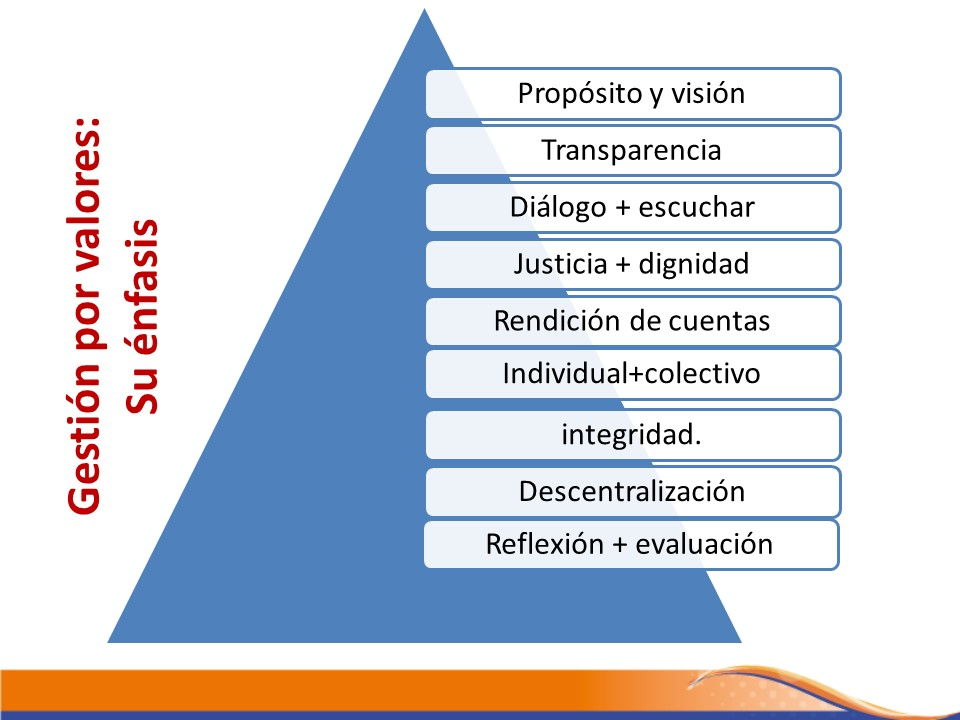 Gestión por valores:
Su énfasis
Propósito y visión
Transparencia
Diálogo + escuchar
Justicia + dignidad
Rendición de cuentas
Individual+colectivo
integridad.
Descentralización
Reflexión + evaluación